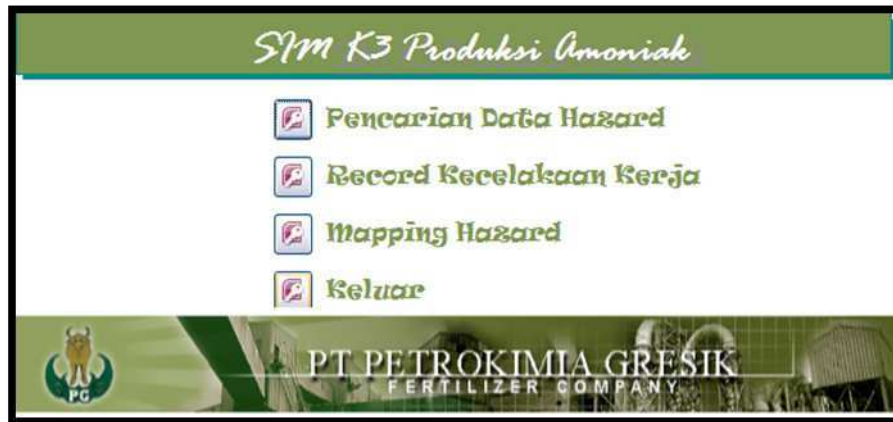 SIM K3 Produksi Amoniak
Pencarian Data Hazard
Record Kecelakaan Kerja
Mapping Hazard
Keluar
PT PETROKIMIA GRESIK
FERTILIZER COMPANY
PG